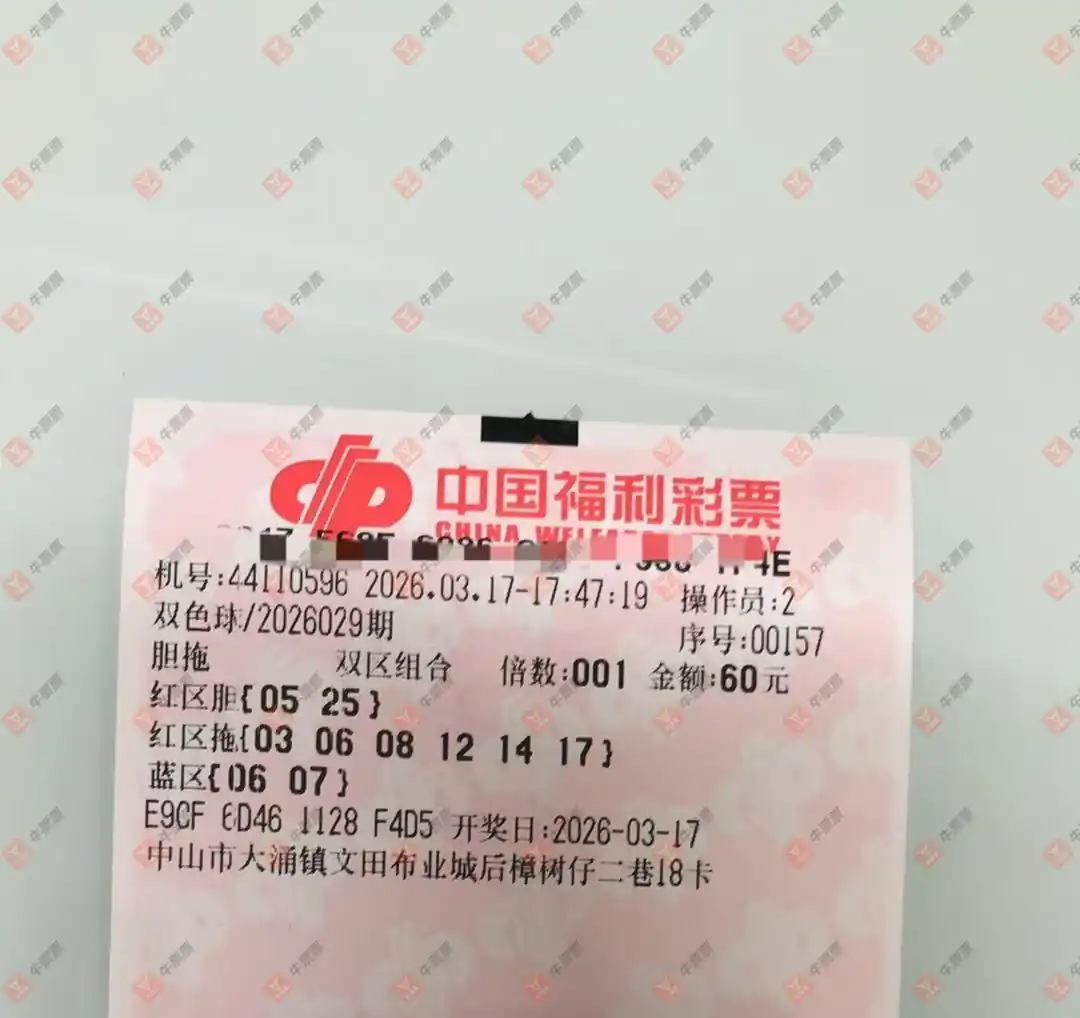 中国福利彩票
机号:44110596 2026.03.17-17:47:19 操作员:2
双色球/2026029期 序号:00157
胆拖 双区组合 倍数:001 金额:60元
红区胆{05 25}
红区拖{03 06 08 12 14 17}
蓝区{06 07}
E9CF 6D46 1128 F4D5 开奖日:2026-03-17
中山市大涌镇文田布业城后樟树仔二巷18卡